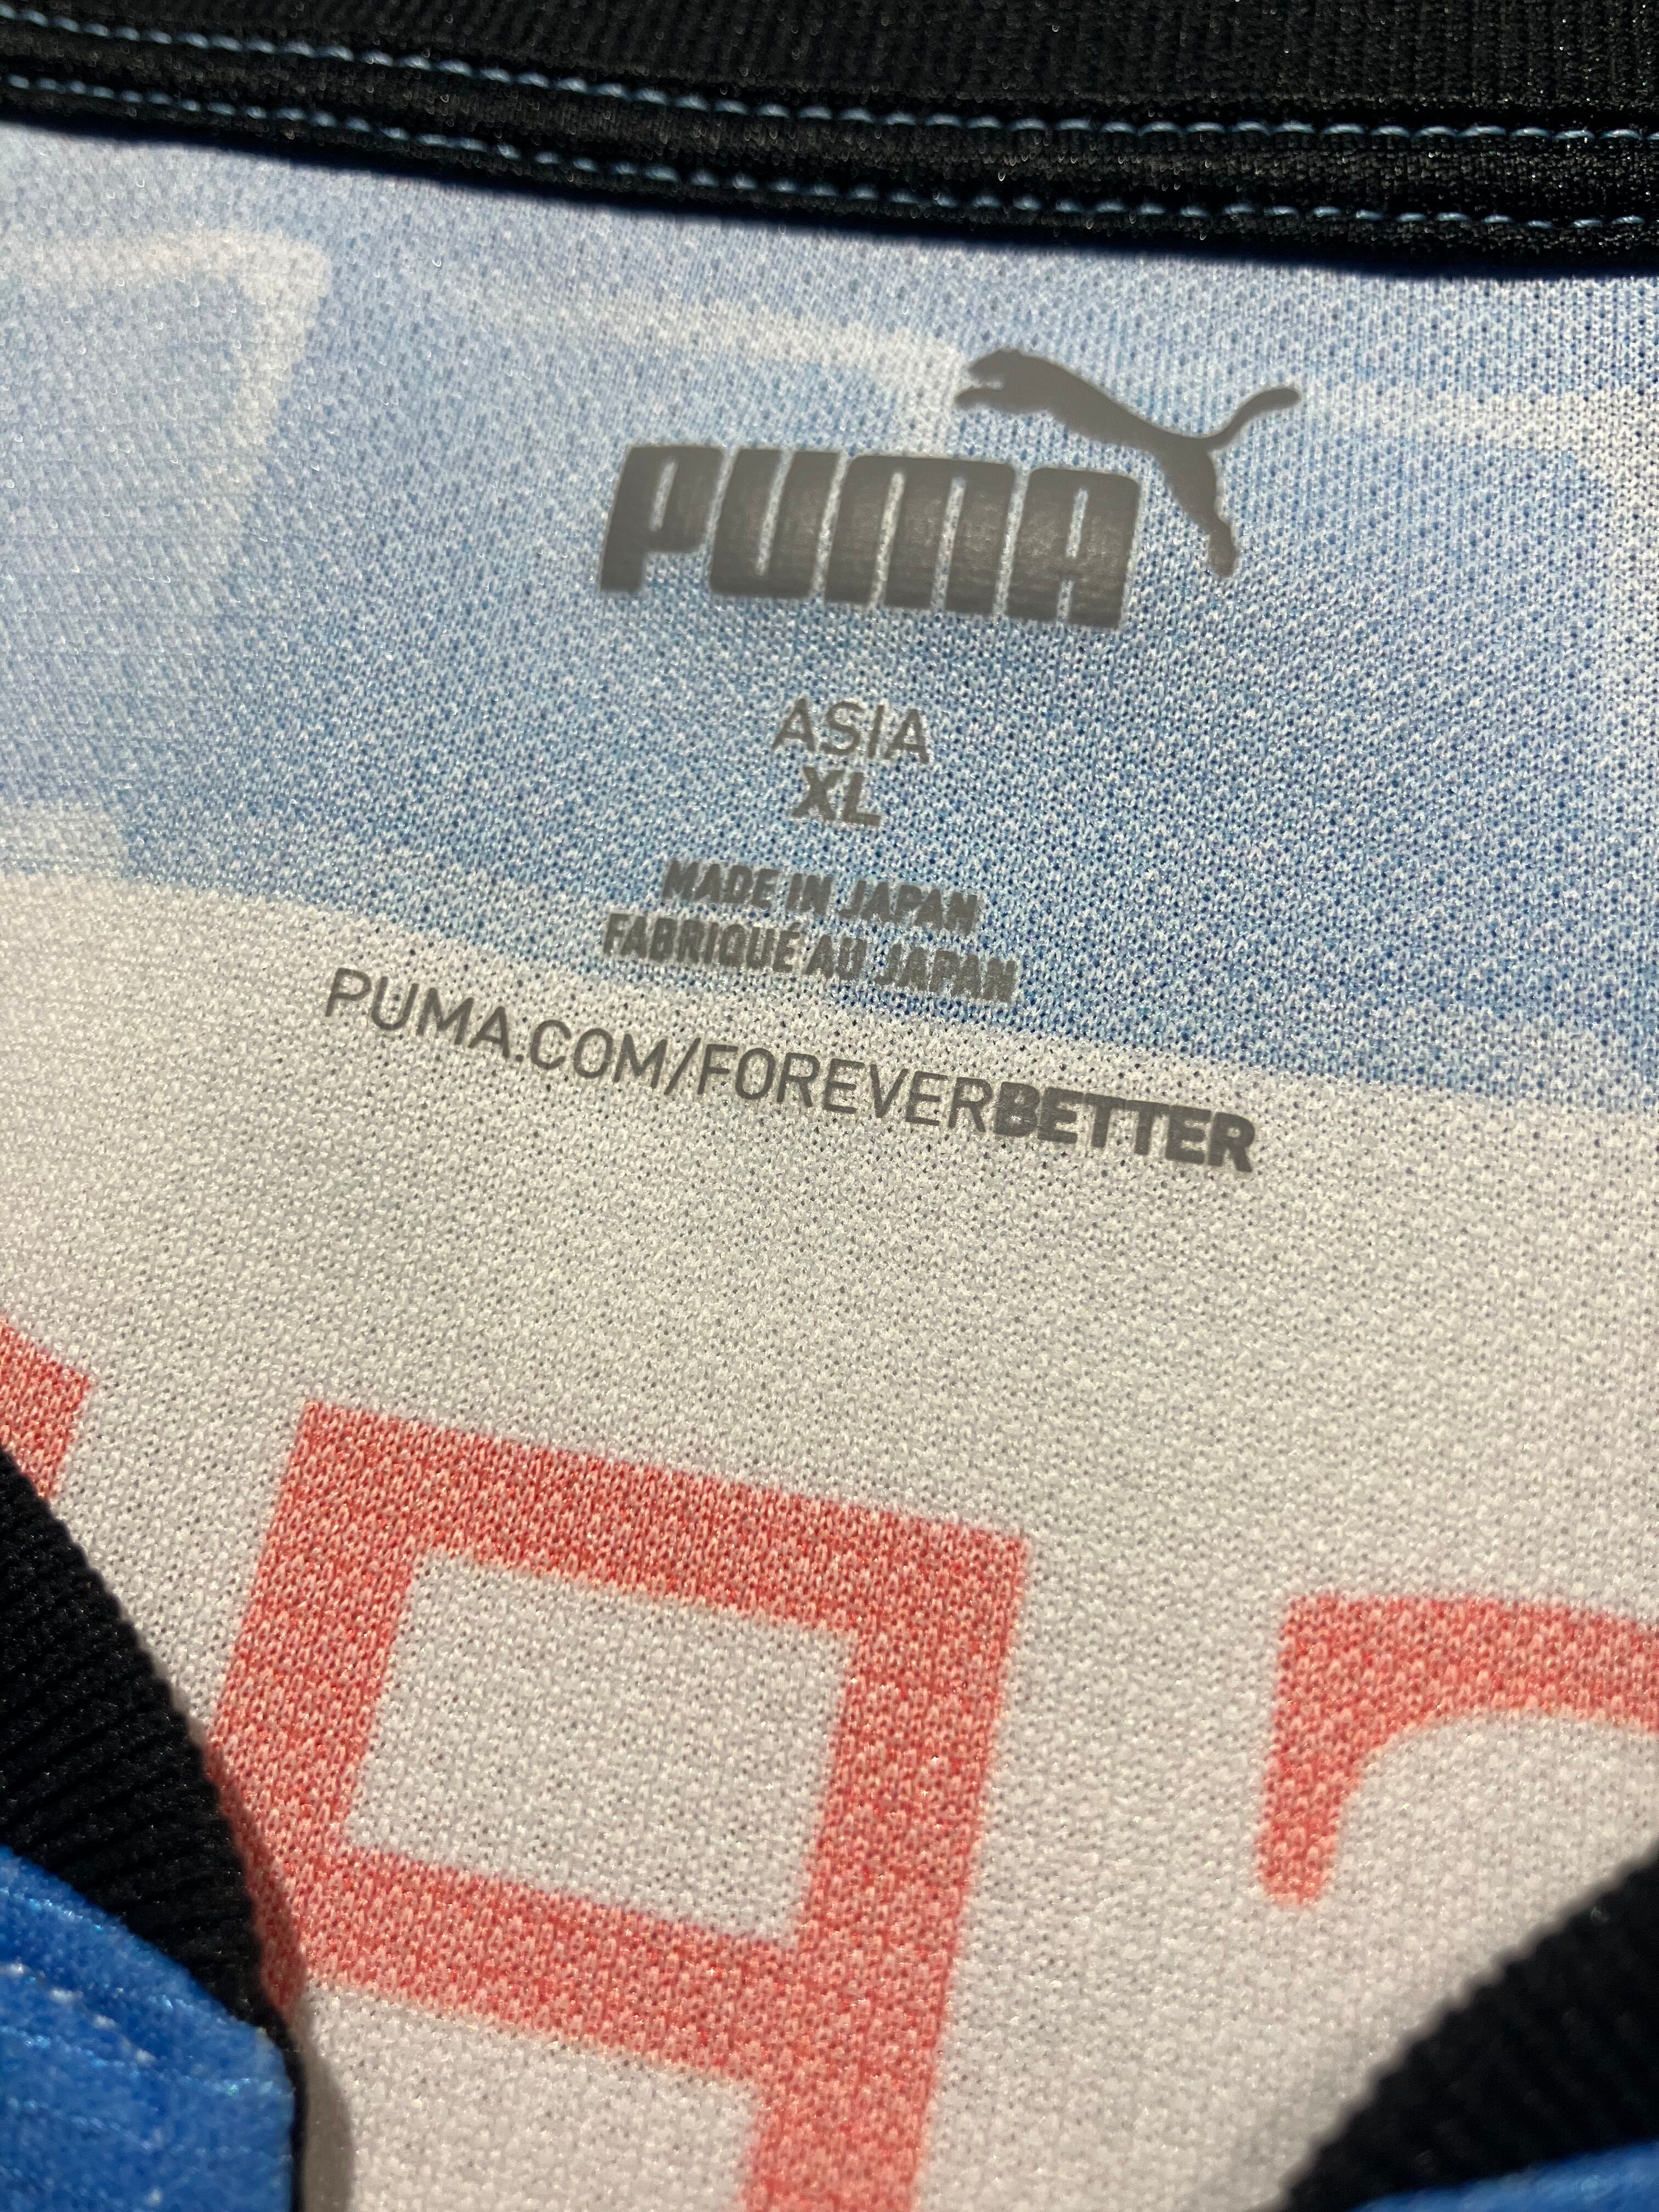 PUMA
ASIA
XL
MADE IN JAPAN
FABRIQUÉ AU JAPAN
PUMA.COM/FOREVERBETTER